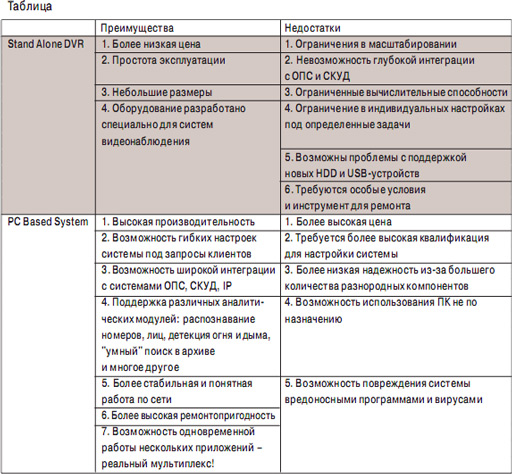 Таблица
Преимущества Недостатки
Stand Alone DVR 1. Более низкая цена 1. Ограничения в масштабировании
2. Простота эксплуатации 2. Невозможность глубокой интеграции
с ОПС и СКУД
3. Небольшие размеры 3. Ограниченные вычислительные способности
4. Оборудование разработано 4. Ограничение в индивидуальных настройках
специально для систем под определенные задачи
видеонаблюдения
5. Возможны проблемы с поддержкой
новых HDD и USB-устройств
6. Требуются особые условия
и инструмент для ремонта
PC Based System 1. Высокая производительность 1. Более высокая цена
2. Возможность гибких настроек 2. Требуется более высокая квалификация
системы под запросы клиентов для настройки системы
3. Возможность широкой интеграции 3. Более низкая надежность из-за большего
с системами ОПС, СКУД, IP количества разнородных компонентов
4. Поддержка различных аналити- 4. Возможность использования ПК не по
ческих модулей: распознавание назначению
номеров, лиц, детекция огня и дыма,
"умный" поиск в архиве
и многое другое
5. Более стабильная и понятная 5. Возможность повреждения системы
работа по сети вредоносными программами и вирусами
6. Более высокая ремонтопригодность
7. Возможность одновременной
работы нескольких приложений –
реальный мультиплекс!